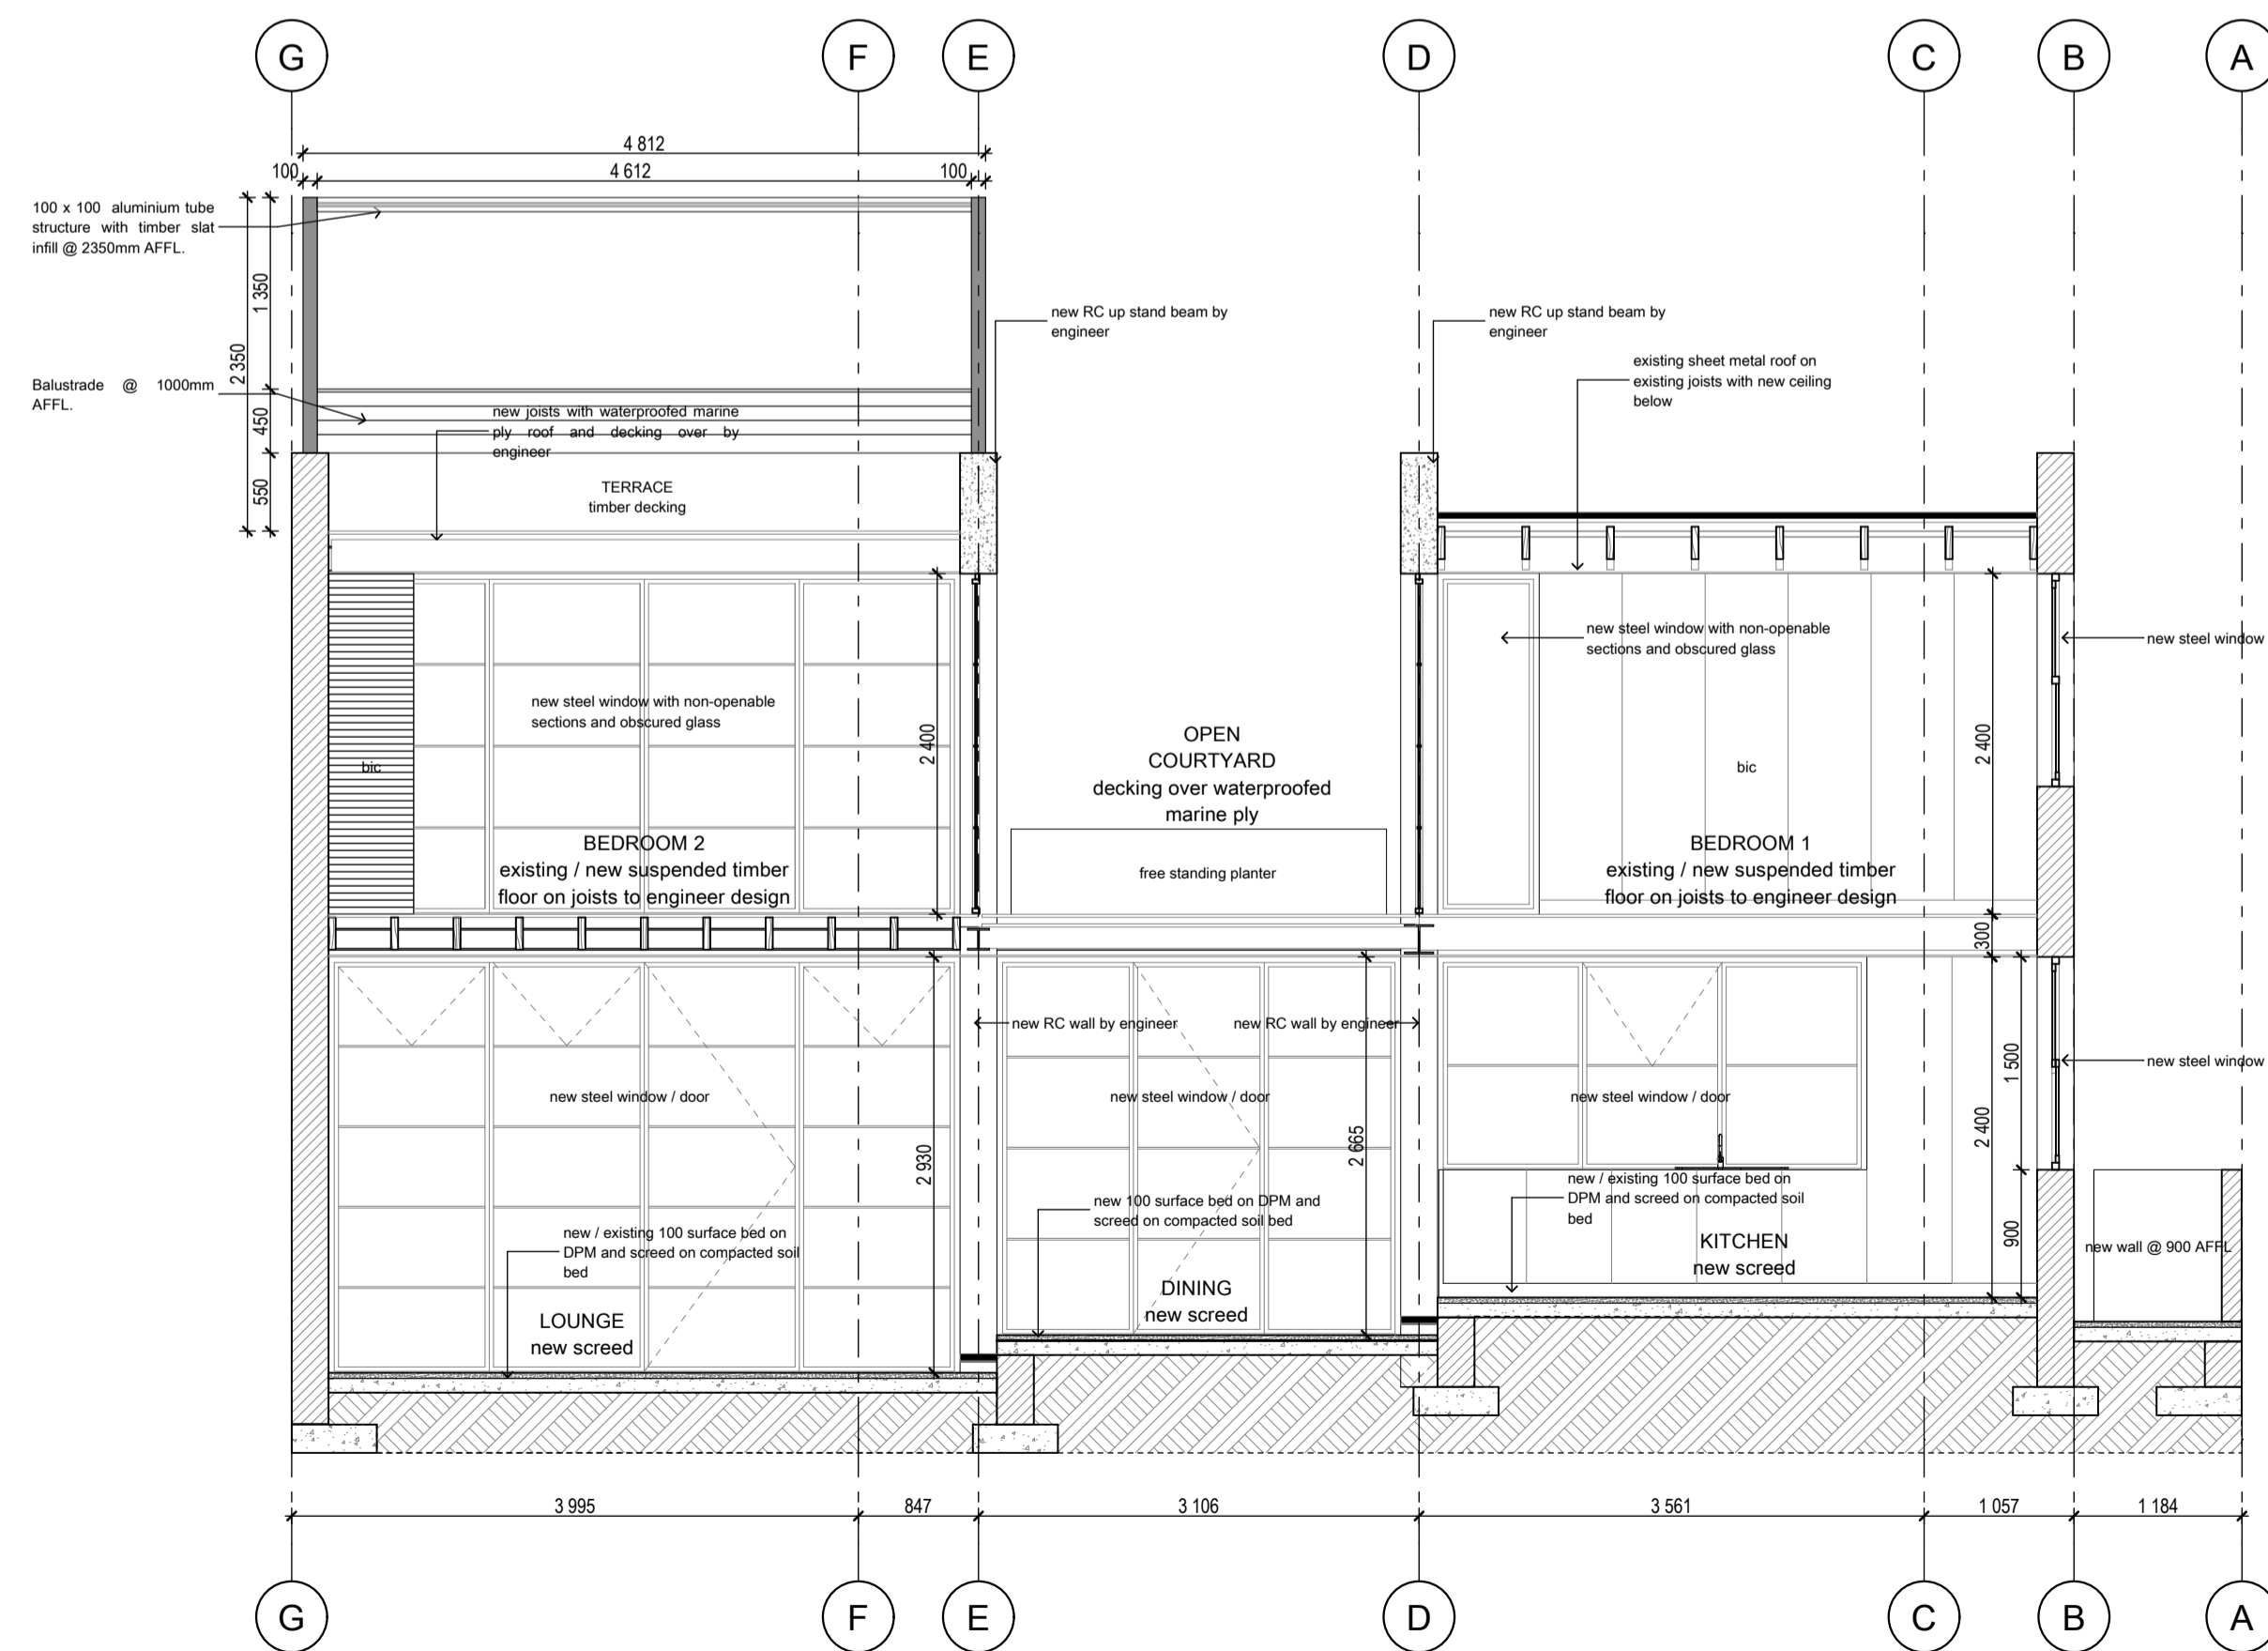 G
F
E
D
C
B
A
4 812
100
4 612
100
100 x 100 aluminium tube
structure with timber slat
infill @ 2350mm AFFL.
1 350
2 350
450
550
Balustrade @ 1000mm
AFFL.
new joists with waterproofed marine
ply roof and decking over by
engineer
TERRACE
timber decking
new RC up stand beam by
engineer
new RC up stand beam by
engineer
existing sheet metal roof on
existing joists with new ceiling
below
new steel window with non-openable
sections and obscured glass
new steel window
new steel window with non-openable
sections and obscured glass
2 400
2 400
bic
bic
OPEN
COURTYARD
decking over waterproofed
marine ply
free standing planter
BEDROOM 2
existing / new suspended timber
floor on joists to engineer design
BEDROOM 1
existing / new suspended timber
floor on joists to engineer design
300
new RC wall by engineer
new RC wall by engineer
new steel window
1 500
2 400
900
new steel window / door
new steel window / door
new steel window / door
2 930
2 665
new / existing 100 surface bed on
DPM and screed on compacted soil
bed
new 100 surface bed on DPM and
screed on compacted soil bed
new / existing 100 surface bed on
DPM and screed on compacted soil
bed
KITCHEN
new screed
new wall @ 900 AFFL
DINING
new screed
LOUNGE
new screed
3 995
847
3 106
3 561
1 057
1 184
G
F
E
D
C
B
A